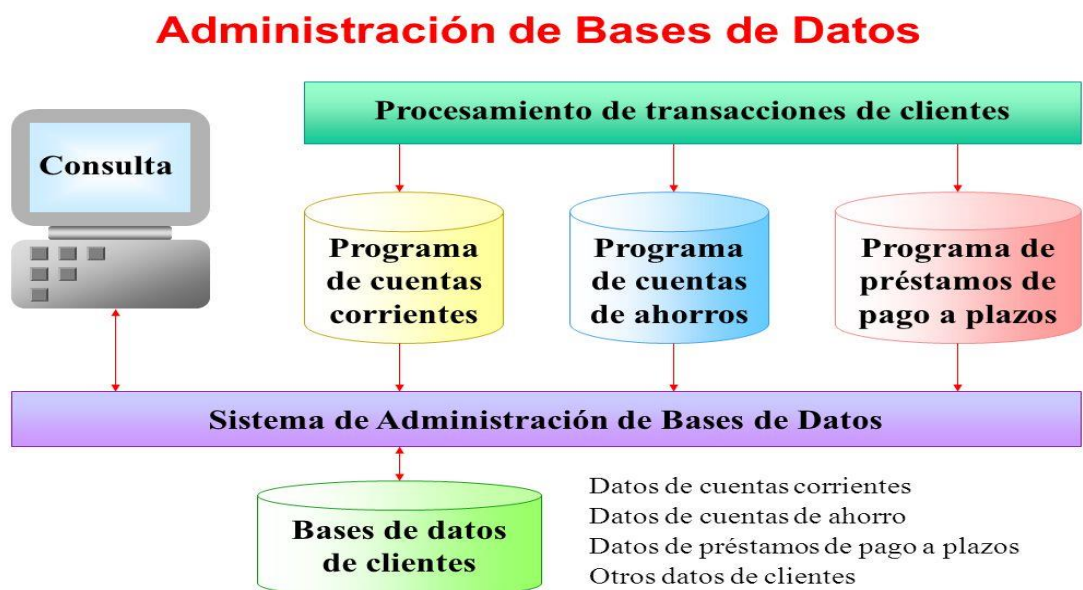 Administración de Bases de Datos
Procesamiento de transacciones de clientes
Consulta
Programa
de cuentas
corrientes
Programa
de cuentas
de ahorros
Programa de
préstamos de
pago a plazos
Sistema de Administración de Bases de Datos
Bases de datos
de clientes
Datos de cuentas corrientes
Datos de cuentas de ahorro
Datos de préstamos de pago a plazos
Otros datos de clientes